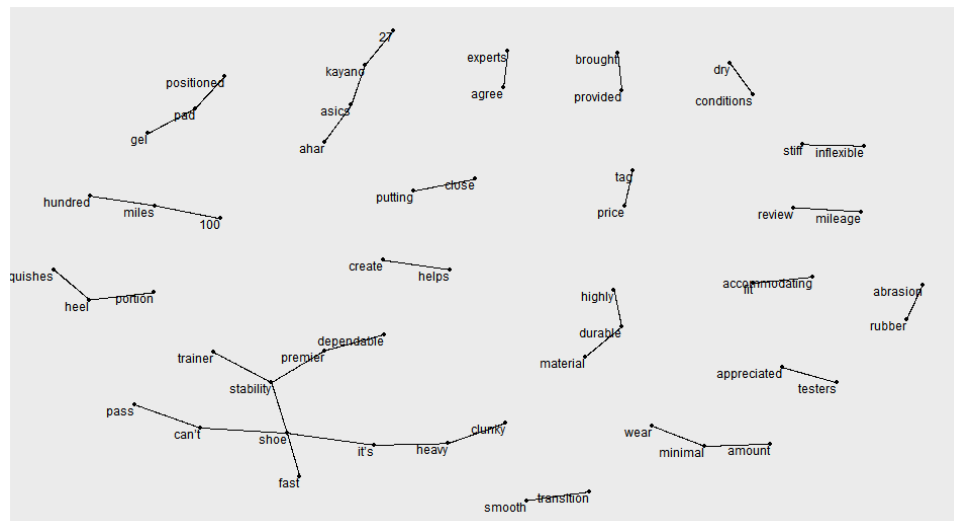 27
experts
brought
kayano
dry
positioned
agree
provided
conditions
asics
pad
gel
ahar
stiff inflexible
tag
close
putting
hundred
miles
price
review mileage
100
create
helps
quishes
accommodating
fit
highly
abrasion
heel portion
rubber
durable
dependable
trainer premier
material
appreciated
stability
testers
pass
can't
shoe
clunky
wear
it's heavy
minimal amount
fast
smooth transition